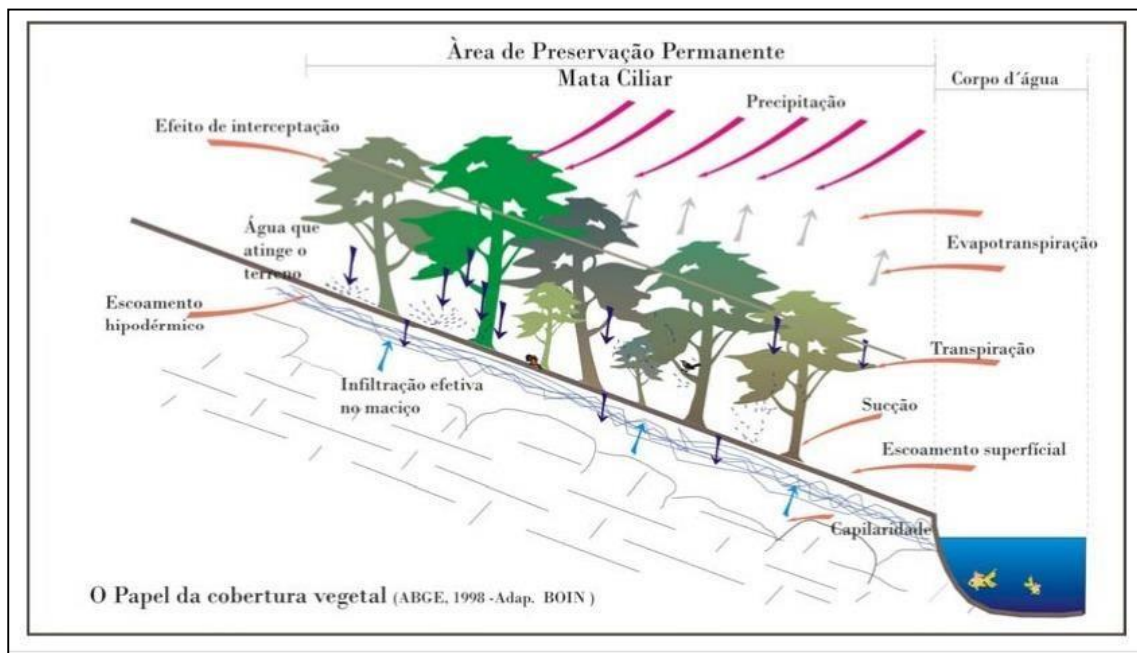 Àrea de Preservação Permanente
Mata Ciliar
Corpo d´água
Precipitação
Efeito de interceptação
Água que
atinge o
terreno
Evapotranspiração
Escoamento
hipodérmico
Transpiração
Infiltração efetiva
no maciço
Sucção
Escoamento superfícial
Capilaridade
O Papel da cobertura vegetal (ABGE, 1998 -Adap. BOIN )